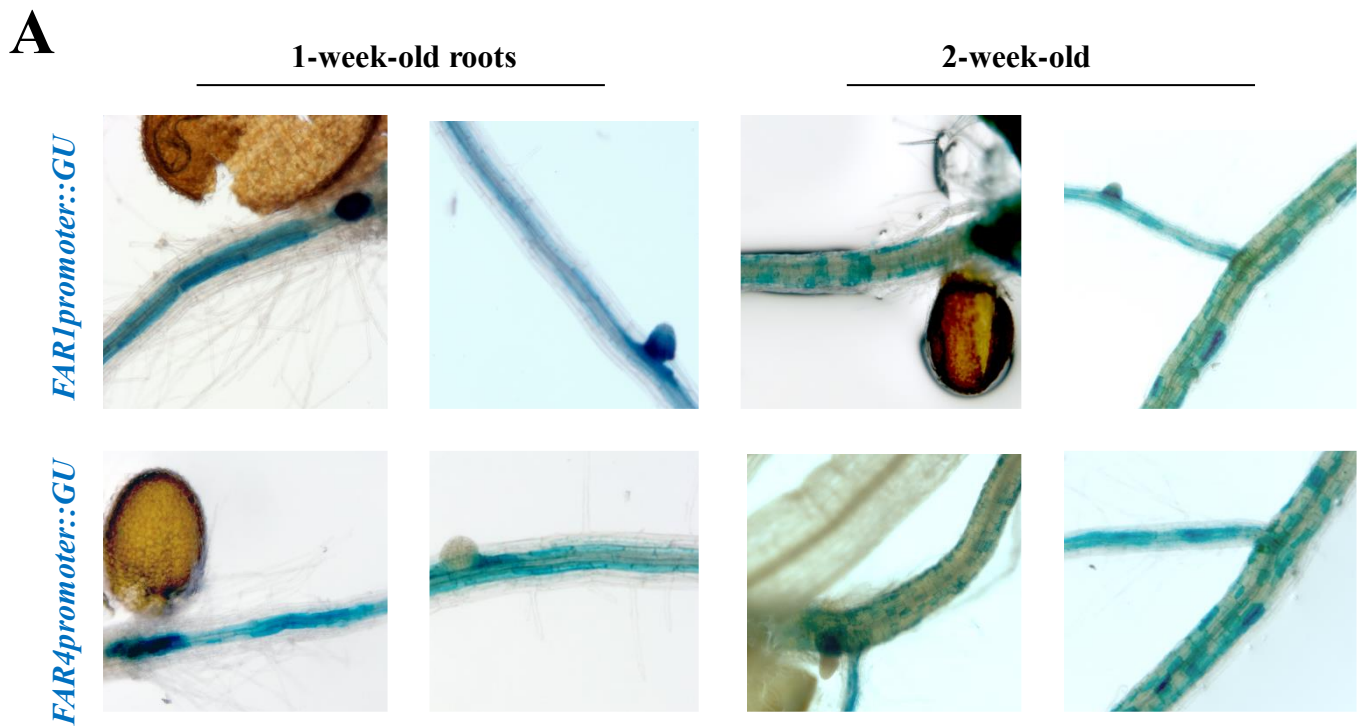 A
1-week-old roots
2-week-old
FAR1promoter::GU
FAR4promoter::GU